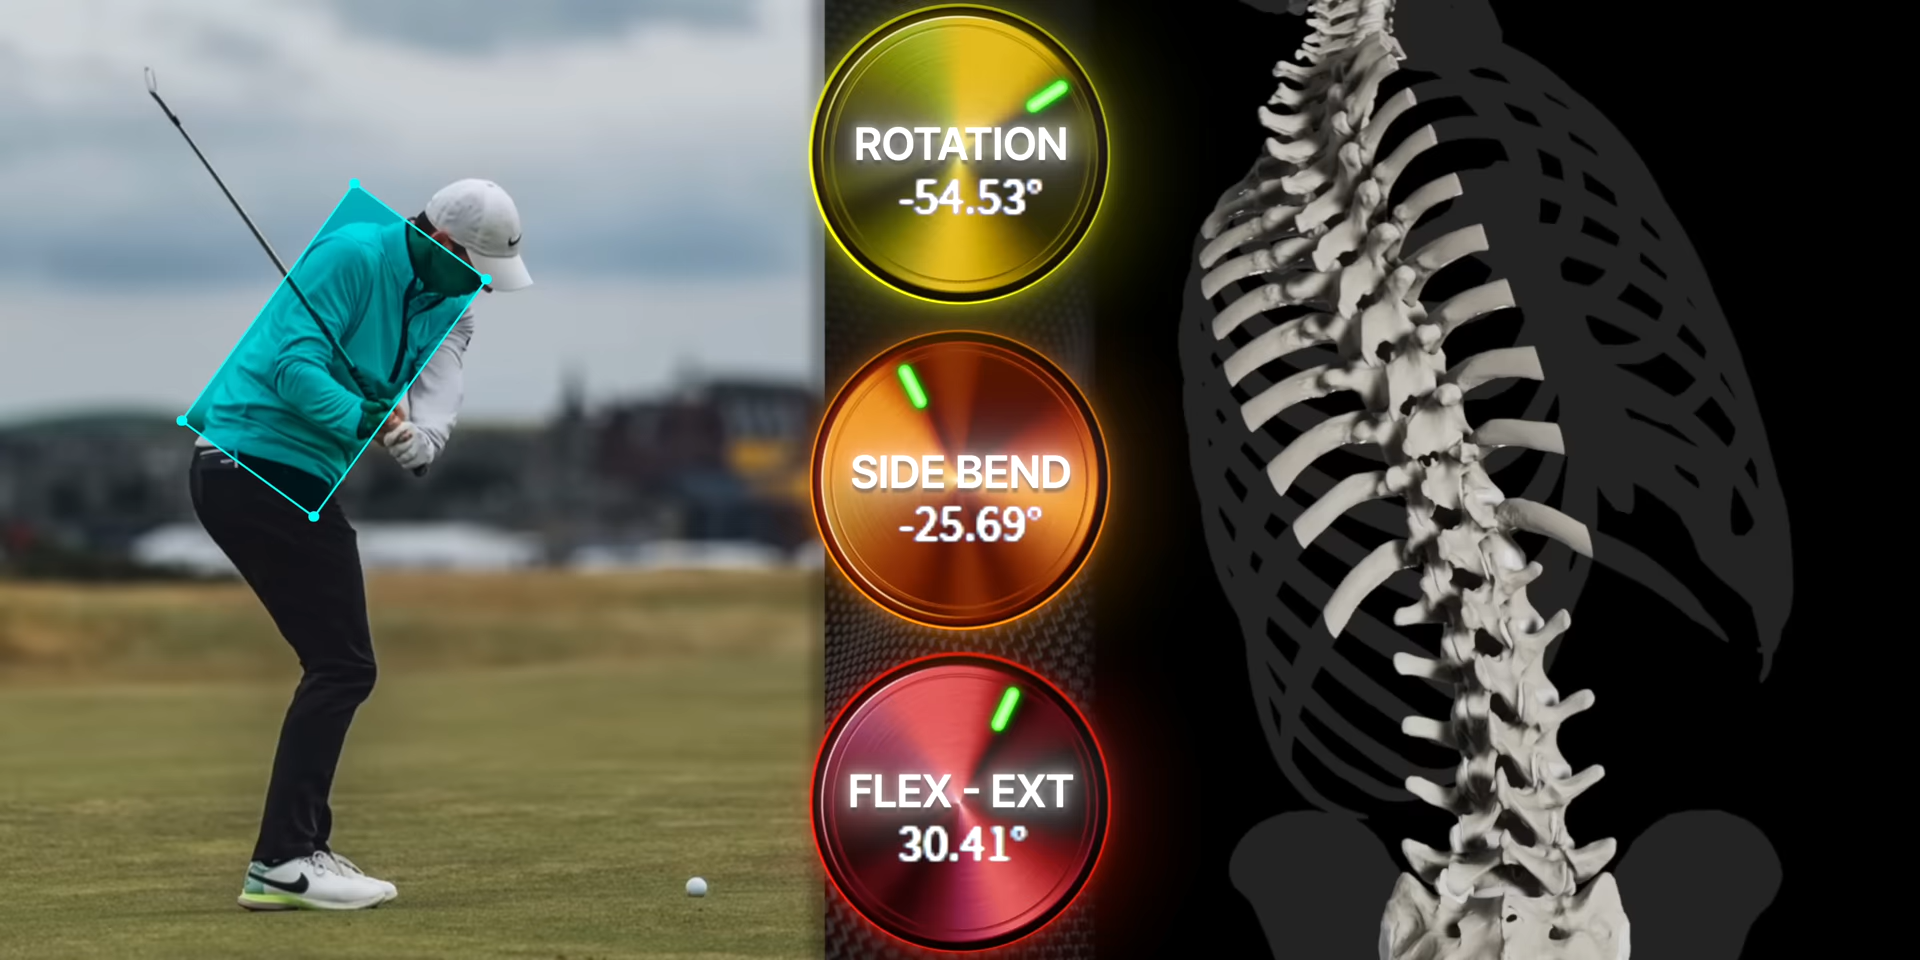 ROTATION
-54.53°
SIDE BEND
-25.69°
FLEX - EXT
30.41°